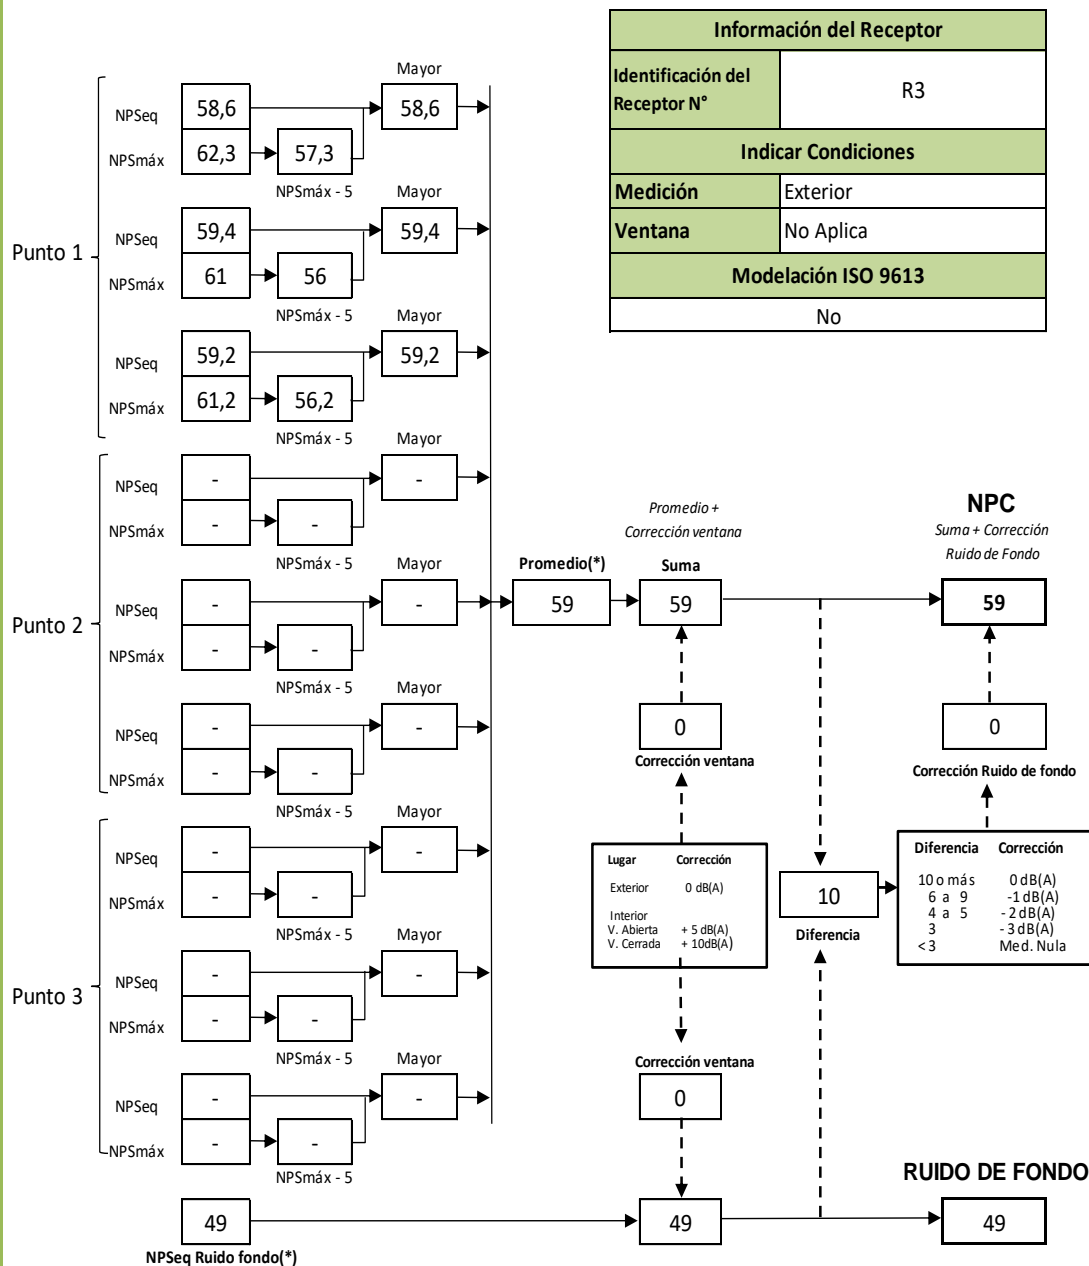 Información del Receptor
Identificación del Receptor N°
R3
Indicar Condiciones
Medición
Exterior
Ventana
No Aplica
Modelación ISO 9613
No
Punto 1
Mayor
NPSeq
58,6
58,6
NPSmáx
62,3
57,3
NPSmáx - 5
Mayor
NPSeq
59,4
59,4
NPSmáx
61
56
NPSmáx - 5
Mayor
NPSeq
59,2
59,2
NPSmáx
61,2
56,2
NPSmáx - 5
Punto 2
Mayor
NPSeq
-
-
NPSmáx
-
-
NPSmáx - 5
Mayor
NPSeq
-
-
NPSmáx
-
-
NPSmáx - 5
Mayor
NPSeq
-
-
NPSmáx
-
-
NPSmáx - 5
Punto 3
Mayor
NPSeq
-
-
NPSmáx
-
-
NPSmáx - 5
Mayor
NPSeq
-
-
NPSmáx
-
-
NPSmáx - 5
Mayor
NPSeq
-
-
NPSmáx
-
-
NPSmáx - 5
Promedio(*)
59
Promedio +
Corrección ventana
Suma
59
0
Corrección ventana
Lugar Corrección
Exterior 0 dB(A)
Interior
V. Abierta + 5 dB(A)
V. Cerrada + 10dB(A)
Corrección ventana
0
10
Diferencia
NPC
Suma + Corrección
Ruido de Fondo
59
0
Corrección Ruido de fondo
Diferencia Corrección
10 o más 0 dB(A)
6 a 9 -1 dB(A)
4 a 5 - 2 dB(A)
3 - 3 dB(A)
< 3 Med. Nula
49
NPSeq Ruido fondo(*)
49
RUIDO DE FONDO
49